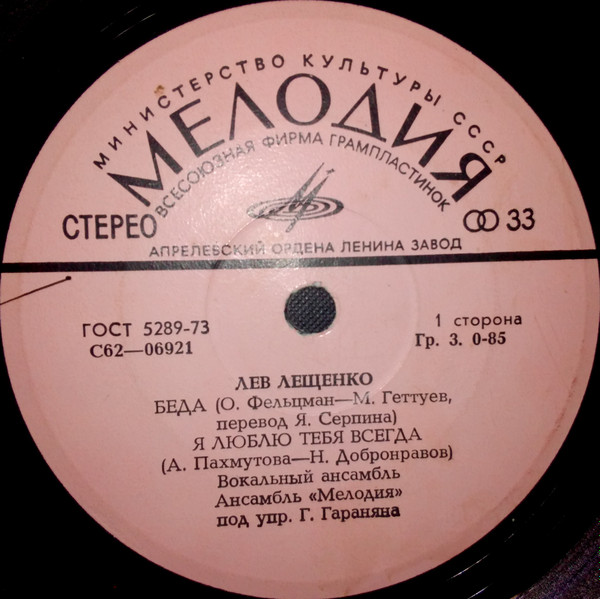 МИНИСТЕРСТВО КУЛЬТУРЫ СССР
МЕЛОДИЯ
ВСЕСОЮЗНАЯ ФИРМА ГРАМПЛАСТИНОК
СТЕРЕО
33
АПРЕЛЕВСКИЙ ОРДЕНА ЛЕНИНА ЗАВОД
ГОСТ 5289-73
С62—06921
1 сторона
Гр. 3. 0-85
ЛЕВ ЛЕЩЕНКО
БЕДА (О. Фельцман—М. Геттуев,
перевод Я. Серпина)
Я ЛЮБЛЮ ТЕБЯ ВСЕГДА
(А. Пахмутова—Н. Добронравов)
Вокальный ансамбль
Ансамбль «Мелодия»
под упр. Г. Гараняна